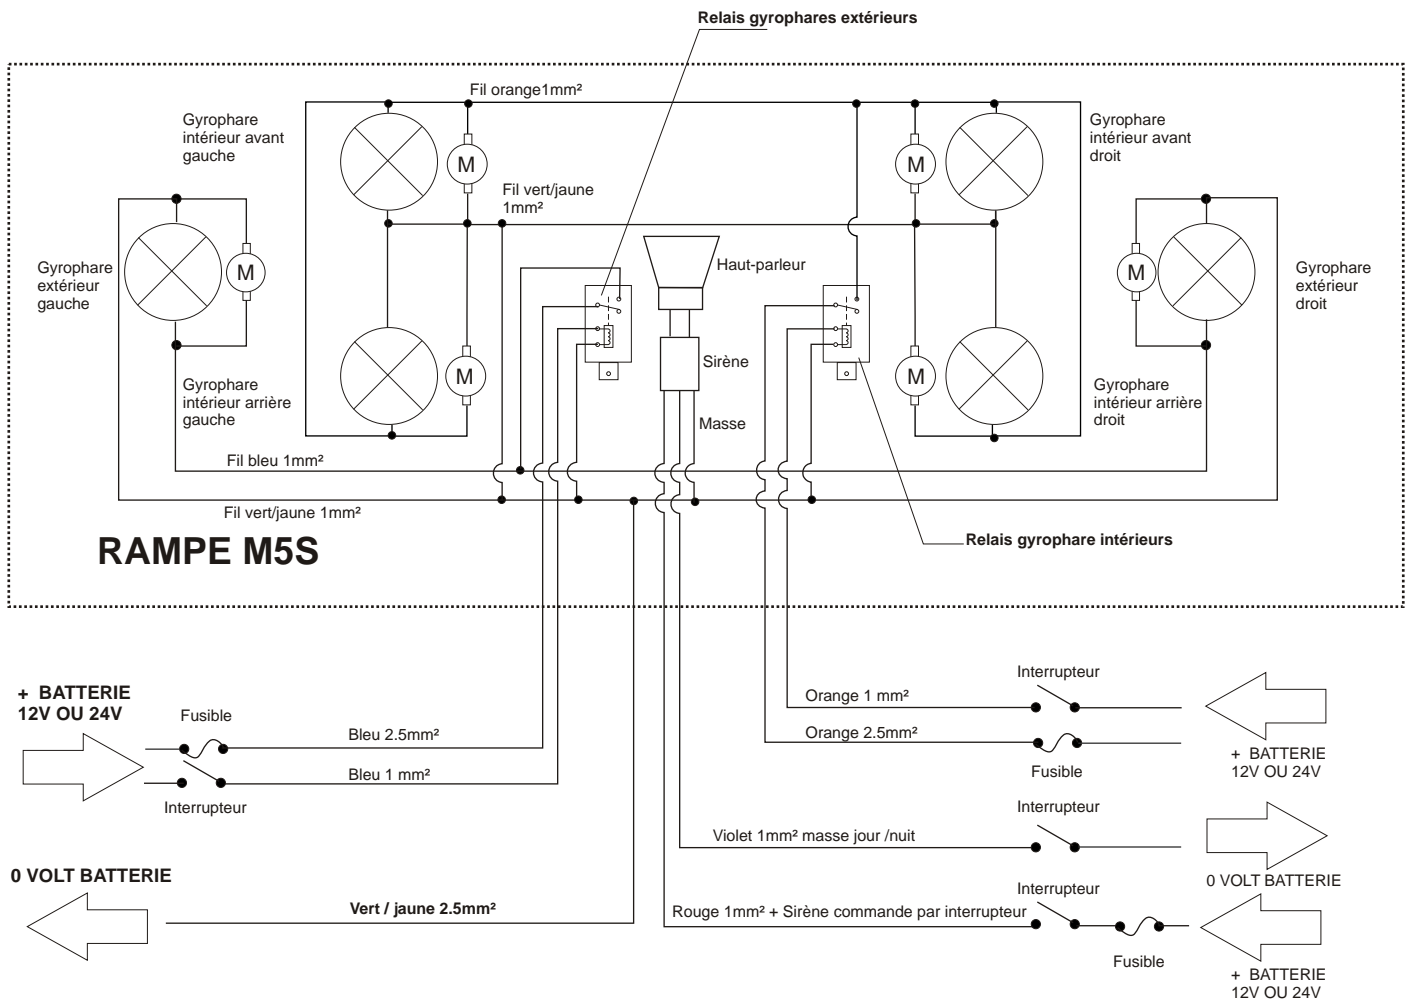 Relais gyrophares extérieurs
Fil orange1mm²
Gyrophare
intérieur avant
gauche
Gyrophare
intérieur avant
droit
M
M
Fil vert/jaune
1mm²
Gyrophare
extérieur
gauche
M
Haut-parleur
M
Gyrophare
extérieur
droit
Sirène
Gyrophare
intérieur arrière
gauche
M
M
Gyrophare
intérieur arrière
droit
Masse
Fil bleu 1mm²
Fil vert/jaune 1mm²
RAMPE M5S
Relais gyrophare intérieurs
+ BATTERIE
12V OU 24V
Fusible
Bleu 2.5mm²
Bleu 1 mm²
Interrupteur
Interrupteur
Orange 1 mm²
Orange 2.5mm²
Fusible
+ BATTERIE
12V OU 24V
Interrupteur
Violet 1mm² masse jour /nuit
0 VOLT BATTERIE
0 VOLT BATTERIE
Vert / jaune 2.5mm²
Interrupteur
Rouge 1mm² + Sirène commande par interrupteur
Fusible
+ BATTERIE
12V OU 24V